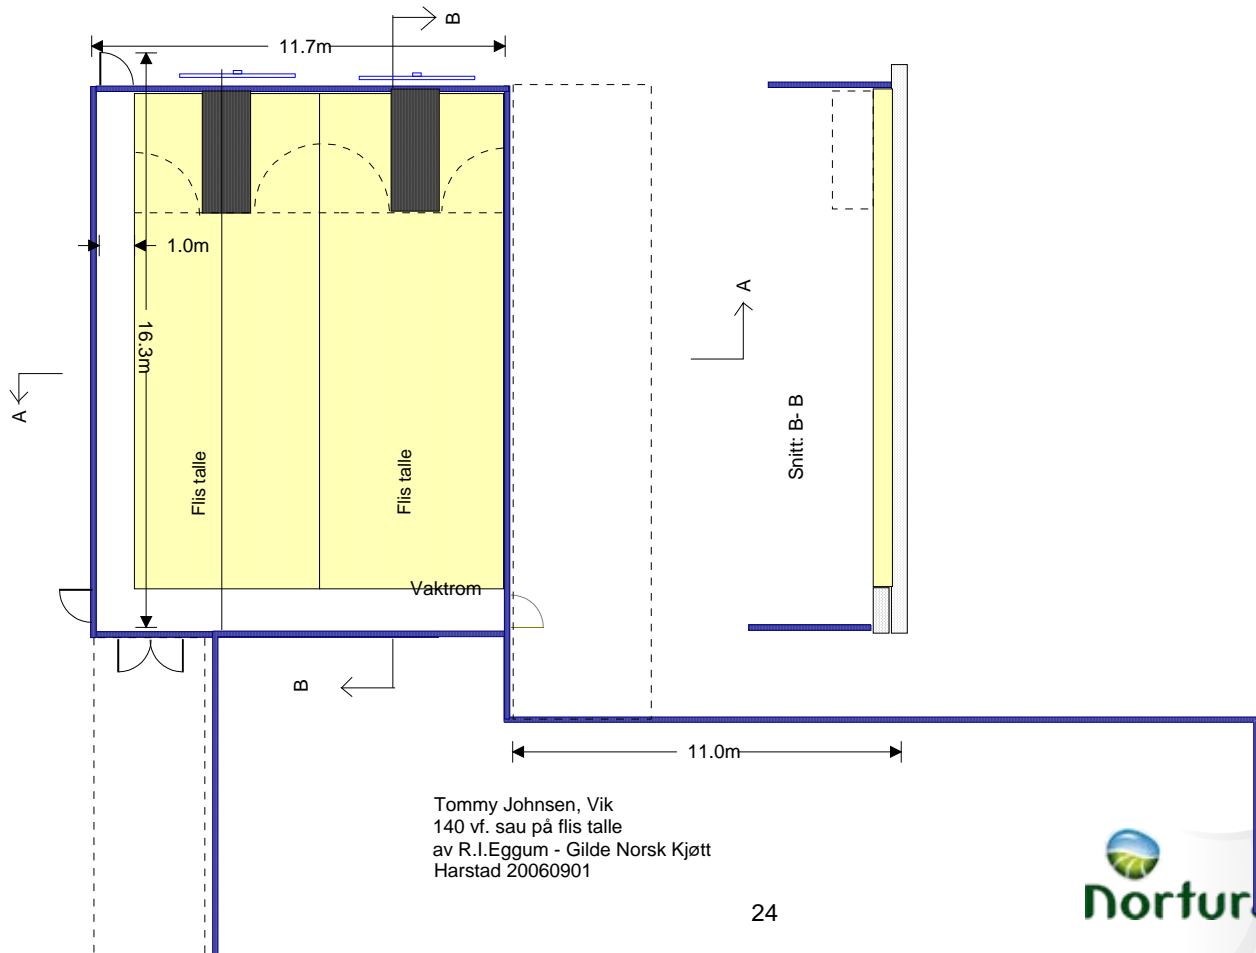 B
11.7m
1.0m
16.3m
A
A
Snitt: B- B
Flis talle
Flis talle
Vaktrom
B
11.0m
Tommy Johnsen, Vik
140 vf. sau på flis talle
av R.I.Eggum - Gilde Norsk Kjøtt
Harstad 20060901
24
nortura